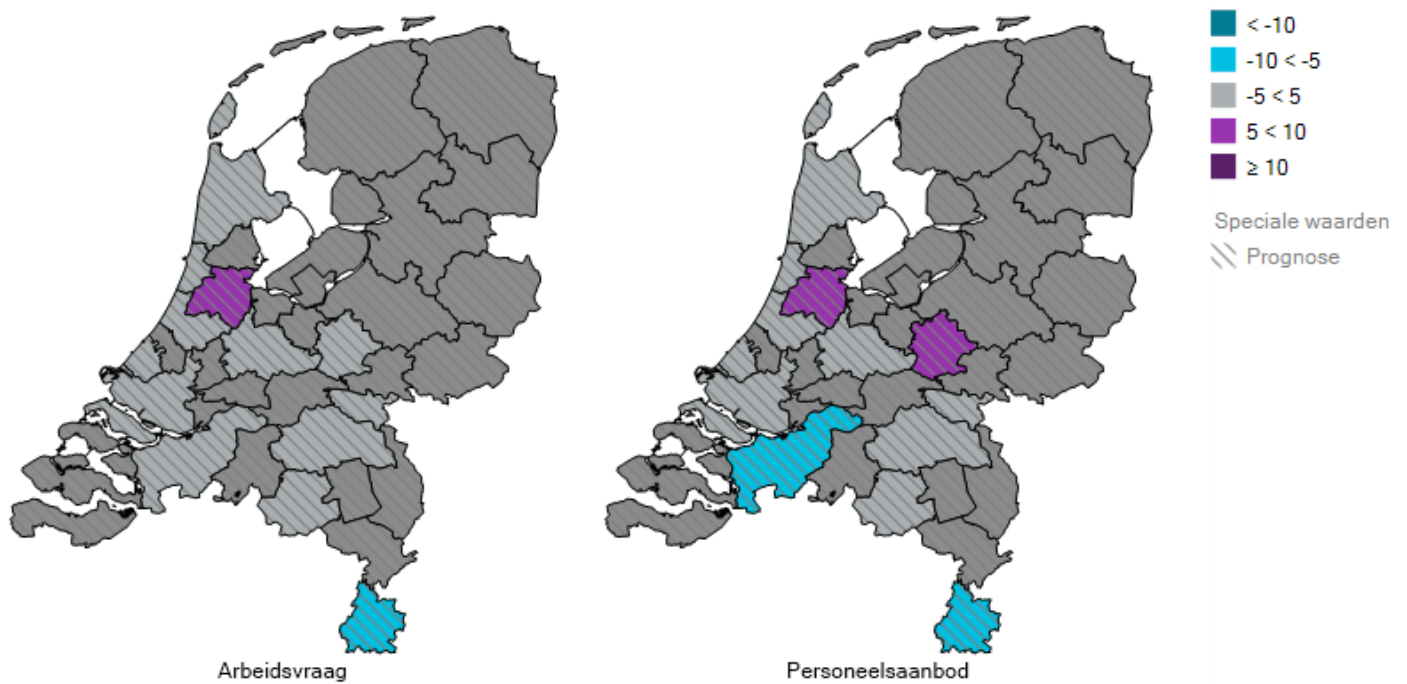 < -10
-10 < -5
-5 < 5
5 < 10
≥ 10
Speciale waarden
Prognose
Arbeidsvraag
Personeelsaanbod